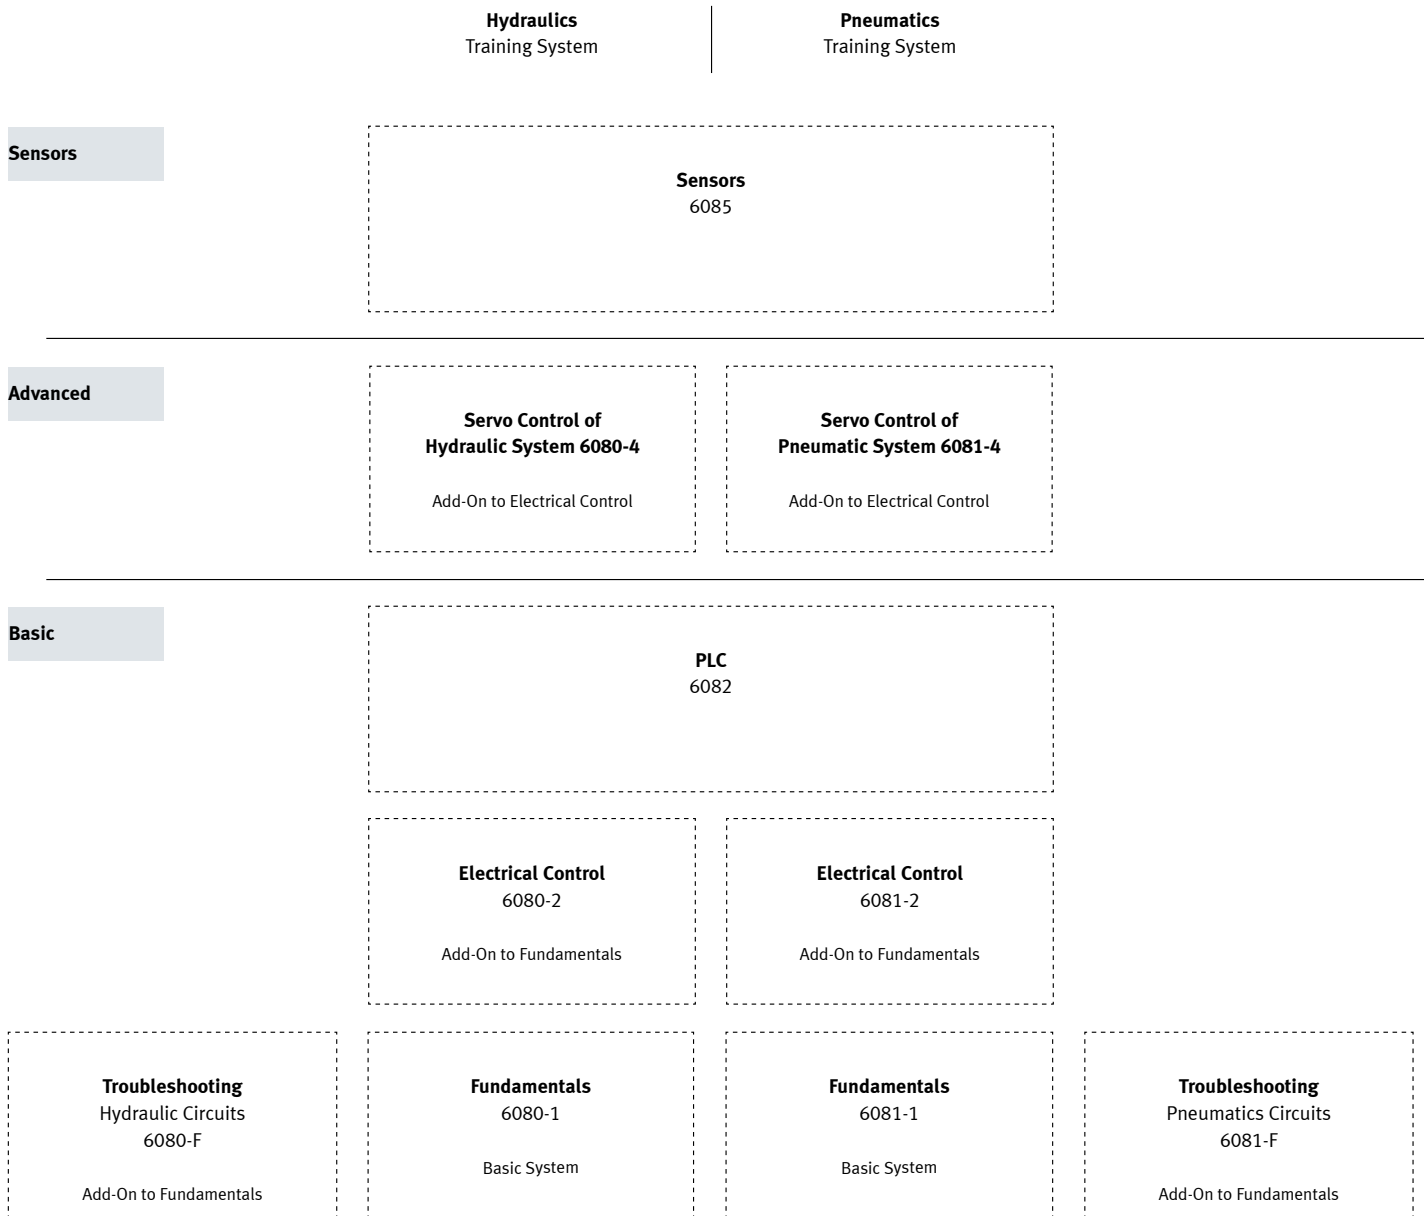 Hydraulics
Training System
Pneumatics
Training System
Sensors
Sensors
6085
Advanced
Servo Control of
Hydraulic System 6080-4
Add-On to Electrical Control
Servo Control of
Pneumatic System 6081-4
Add-On to Electrical Control
Basic
PLC
6082
Electrical Control
6080-2
Add-On to Fundamentals
Electrical Control
6081-2
Add-On to Fundamentals
Troubleshooting
Hydraulic Circuits
6080-F
Add-On to Fundamentals
Fundamentals
6080-1
Basic System
Fundamentals
6081-1
Basic System
Troubleshooting
Pneumatics Circuits
6081-F
Add-On to Fundamentals